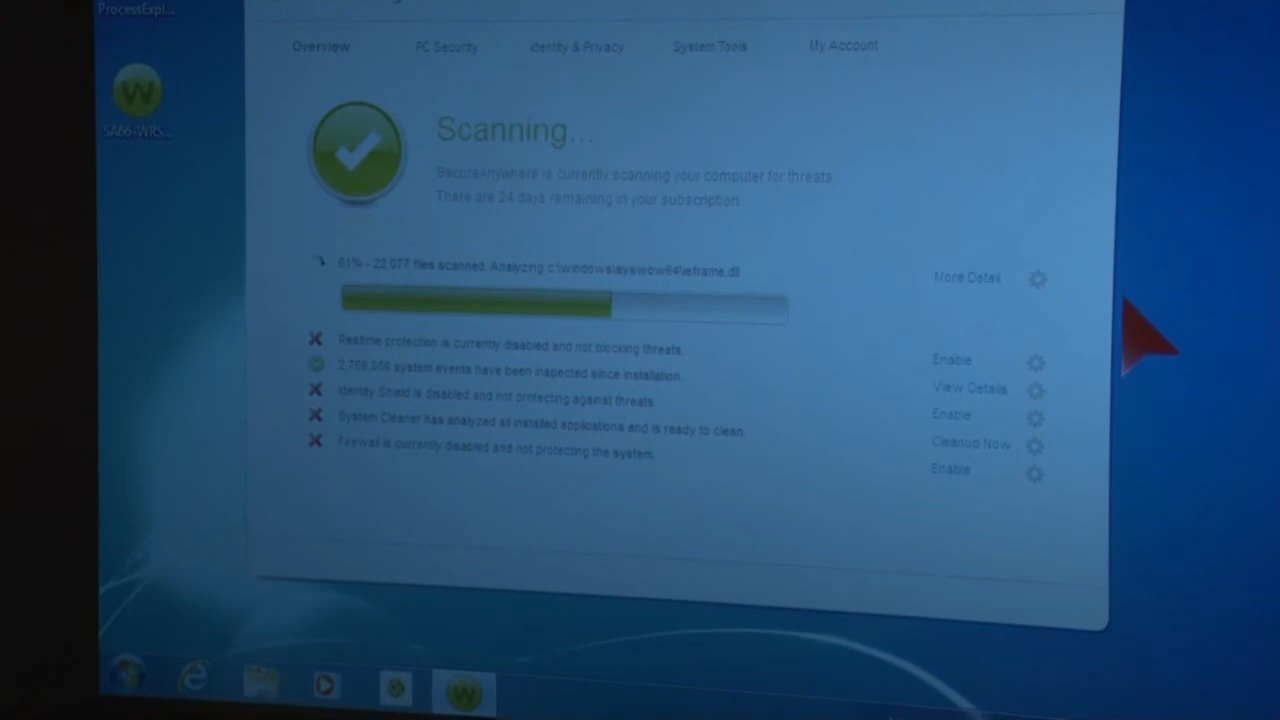 ProcessExpl...
SA66-WRS...
Overview
PC Security
Identity & Privacy
System Tools
My Account
Scanning...
SecureAnywhere is currently scanning your computer for threats
There are 24 days remaining in your subscription.
61% - 22,077 files scanned. Analyzing c:\windows\syswow64\ieframe.dll
More Detail
Realtime protection is currently disabled and not blocking threats.
Enable
system events have been inspected since installation.
View Details
Identity Shield is disabled and not protecting against threats.
Enable
System Cleaner has analyzed all installed applications and is ready to clean.
Cleanup Now
Firewall is currently disabled and not protecting the system.
Enable